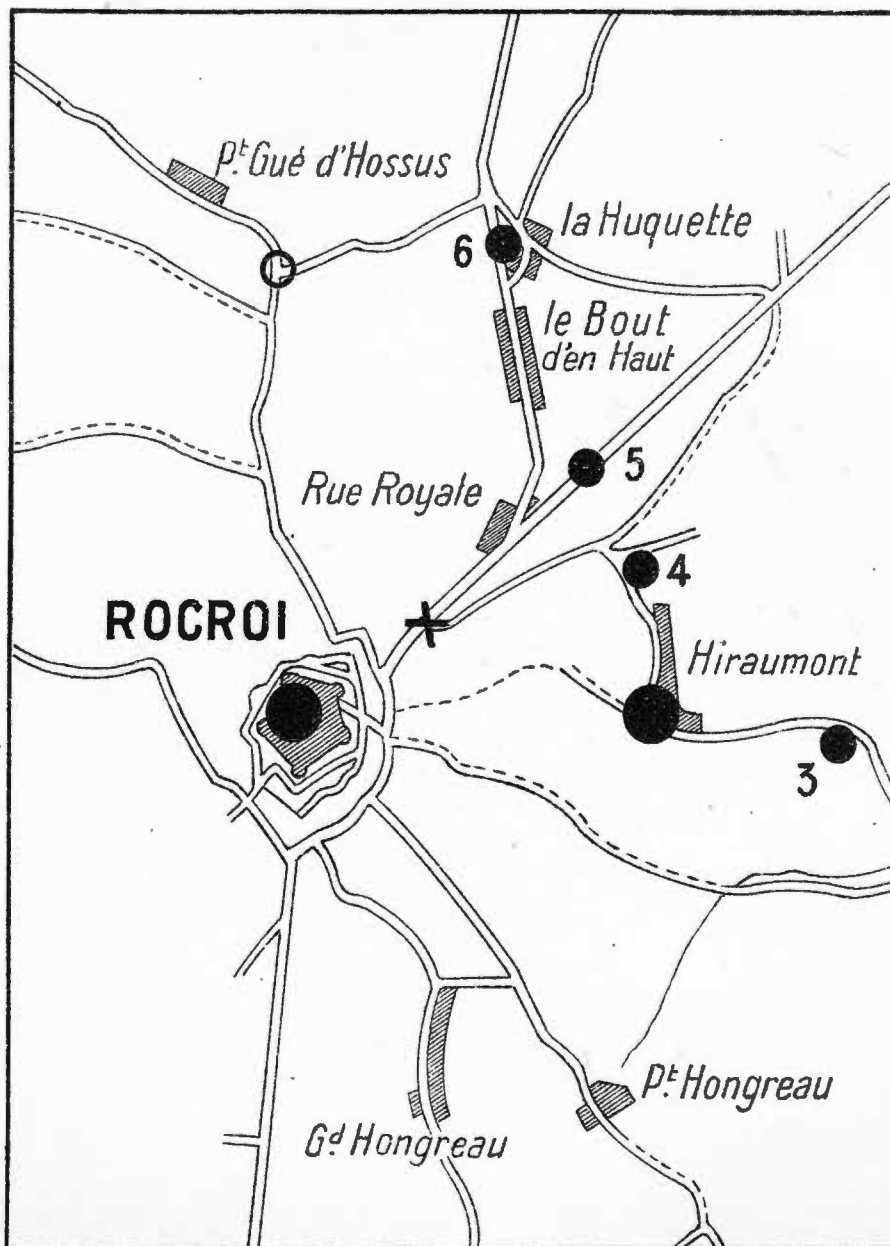 Pt. Gué d'Hossus
la Huquette
6
le Bout
d'en Haut
5
Rue Royale
4
ROCROI
Hiraumont
3
Pt. Hongreau
Gd Hongreau